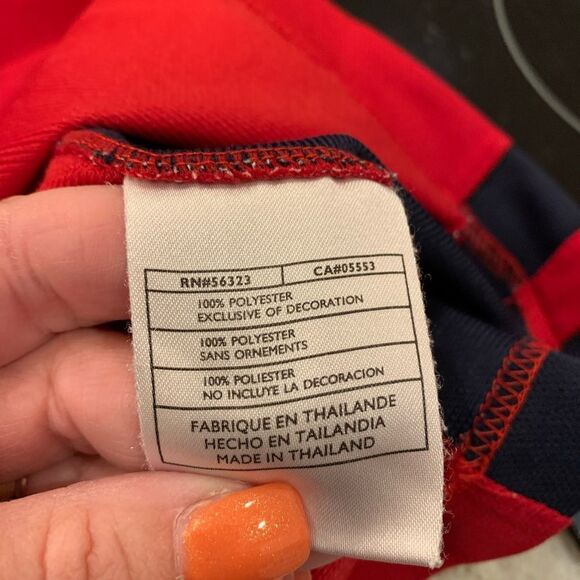 RN#56323 CA#05553
100% POLYESTER
EXCLUSIVE OF DECORATION
100% POLYESTER
SANS ORNEMENTS
100% POLIESTER
NO INCLUYE LA DECORACION
FABRIQUE EN THAILANDE
HECHO EN TAILANDIA
MADE IN THAILAND